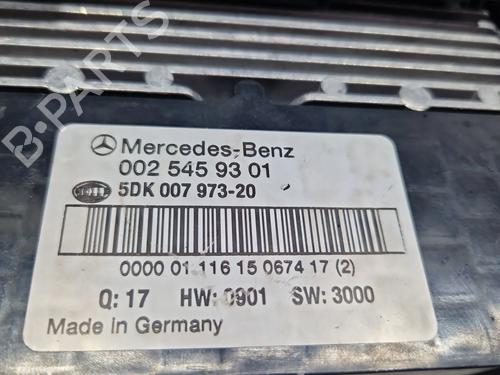 Mercedes-Benz
002 545 93 01
HELLA 5DK 007 973-20
0000 01 116 15 0674 17 (2)
Q: 17 HW: 0901 SW: 3000
Made in Germany
B-PARTS